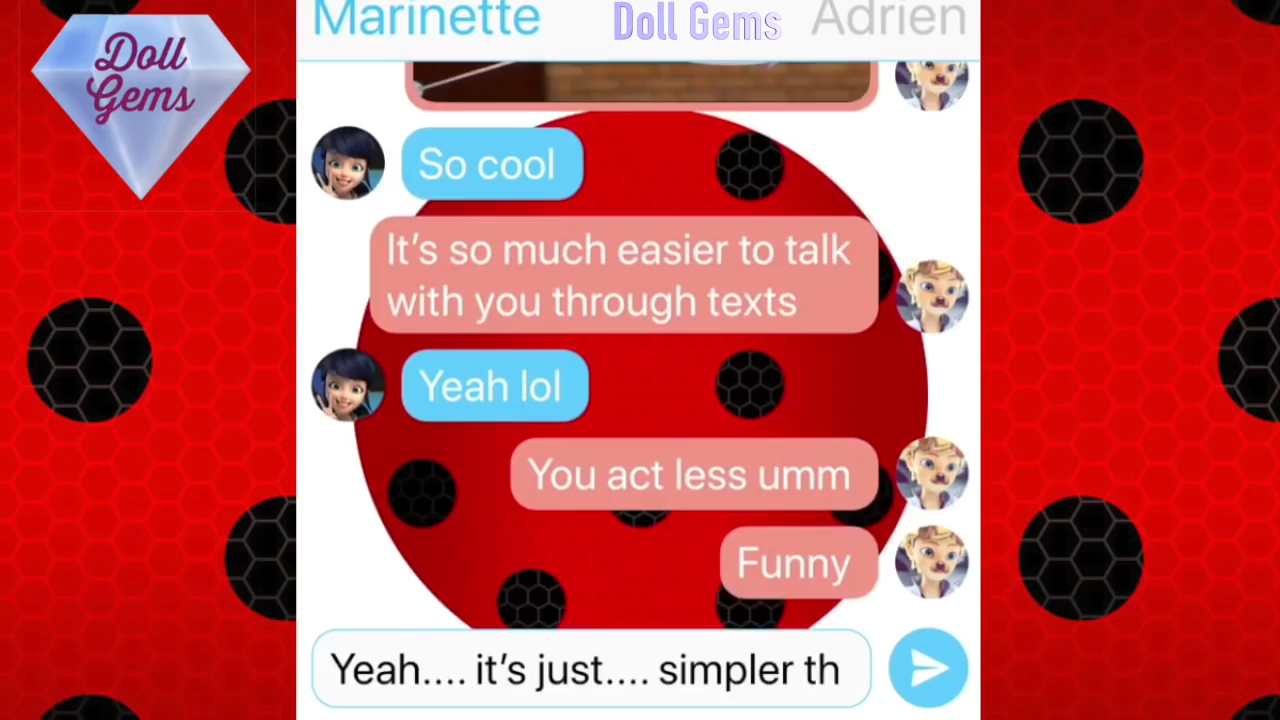 Marinette
Doll Gems
Adrien
Doll
Gems
So cool
It's so much easier to talk
with you through texts
Yeah lol
You act less umm
Funny
Yeah.... it's just.... simpler th